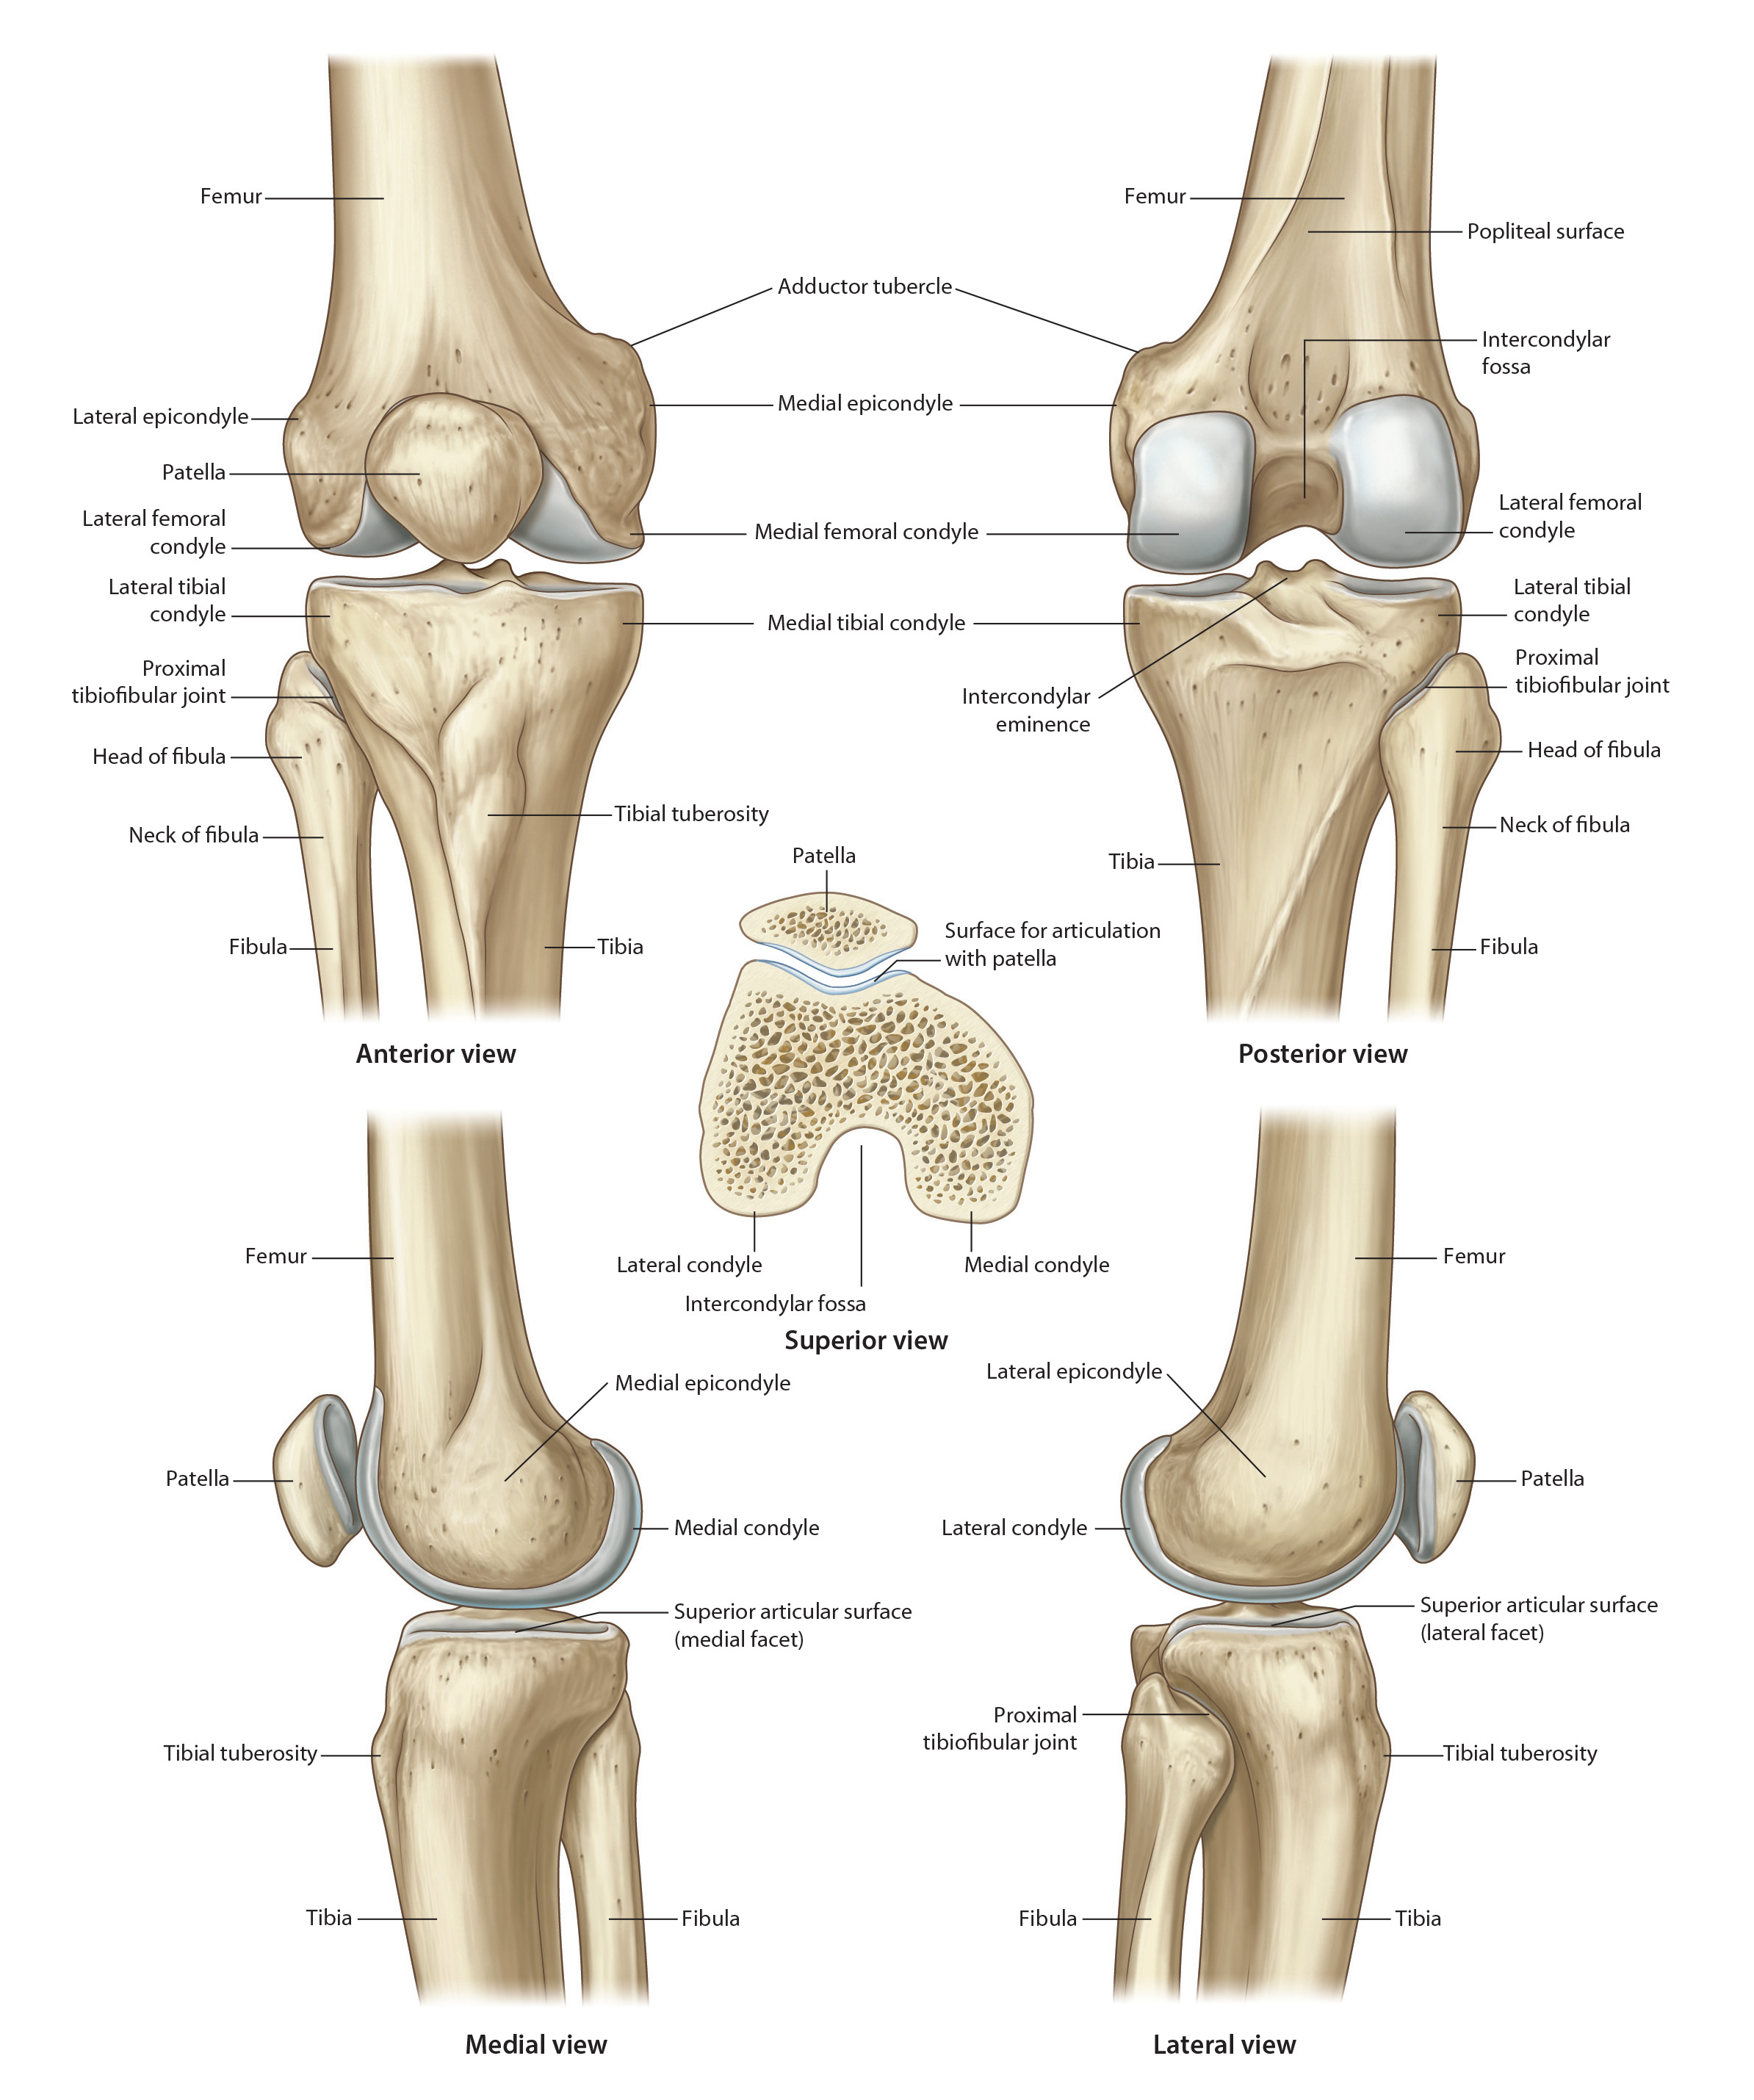 Femur
Lateral epicondyle
Patella
Lateral femoral
condyle
Lateral tibial
condyle
Proximal
tibiofibular joint
Head of fibula
Neck of fibula
Fibula
Tibial tuberosity
Tibia
Anterior view
Adductor tubercle
Medial epicondyle
Medial femoral condyle
Medial tibial condyle
Femur
Popliteal surface
Intercondylar
fossa
Lateral femoral
condyle
Lateral tibial
condyle
Proximal
tibiofibular joint
Intercondylar
eminence
Head of fibula
Neck of fibula
Tibia
Fibula
Posterior view
Patella
Surface for articulation
with patella
Lateral condyle
Medial condyle
Intercondylar fossa
Superior view
Femur
Medial epicondyle
Patella
Medial condyle
Superior articular surface
(medial facet)
Tibial tuberosity
Tibia
Fibula
Medial view
Femur
Lateral epicondyle
Patella
Lateral condyle
Superior articular surface
(lateral facet)
Proximal
tibiofibular joint
Tibial tuberosity
Fibula
Tibia
Lateral view